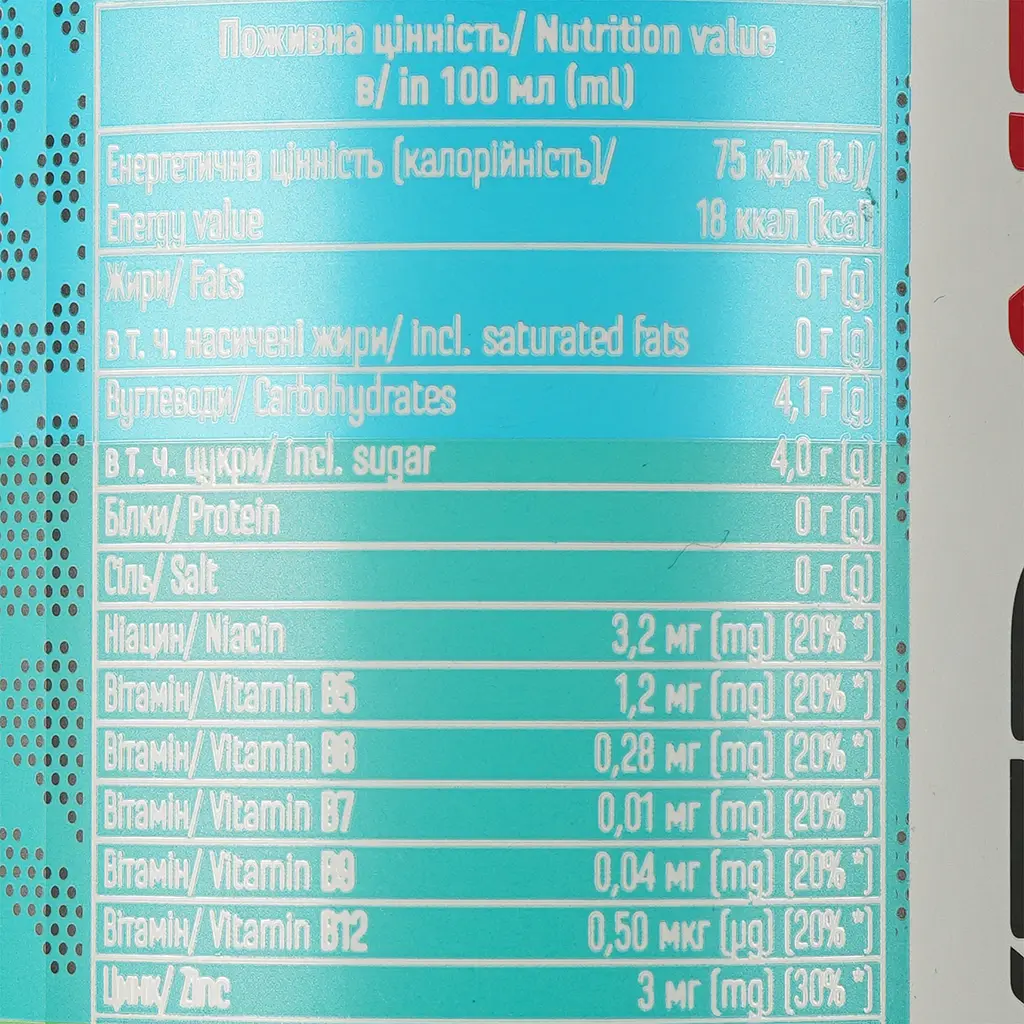 Поживна цінність/ Nutrition value
в/ in 100 мл (ml)
Енергетична цінність (калорійність)/ 75 кДж (kJ)/
Energy value 18 ккал (kcal)
Жири/ Fats 0 г (g)
в т. ч. насичені жири/ incl. saturated fats 0 г (g)
Вуглеводи/ Carbohydrates 4,1 г (g)
в т. ч. цукри/ incl. sugar 4,0 г (g)
Білки/ Protein 0 г (g)
Сіль/ Salt 0 г (g)
Ніацин/ Niacin 3,2 мг (mg) (20%*)
Вітамін/ Vitamin B5 1,2 мг (mg) (20%*)
Вітамін/ Vitamin B6 0,28 мг (mg) (20%*)
Вітамін/ Vitamin B7 0,01 мг (mg) (20%*)
Вітамін/ Vitamin B9 0,04 мг (mg) (20%*)
Вітамін/ Vitamin B12 0,50 мкг (µg) (20%*)
Цинк/ Zinc 3 мг (mg) (30%*)